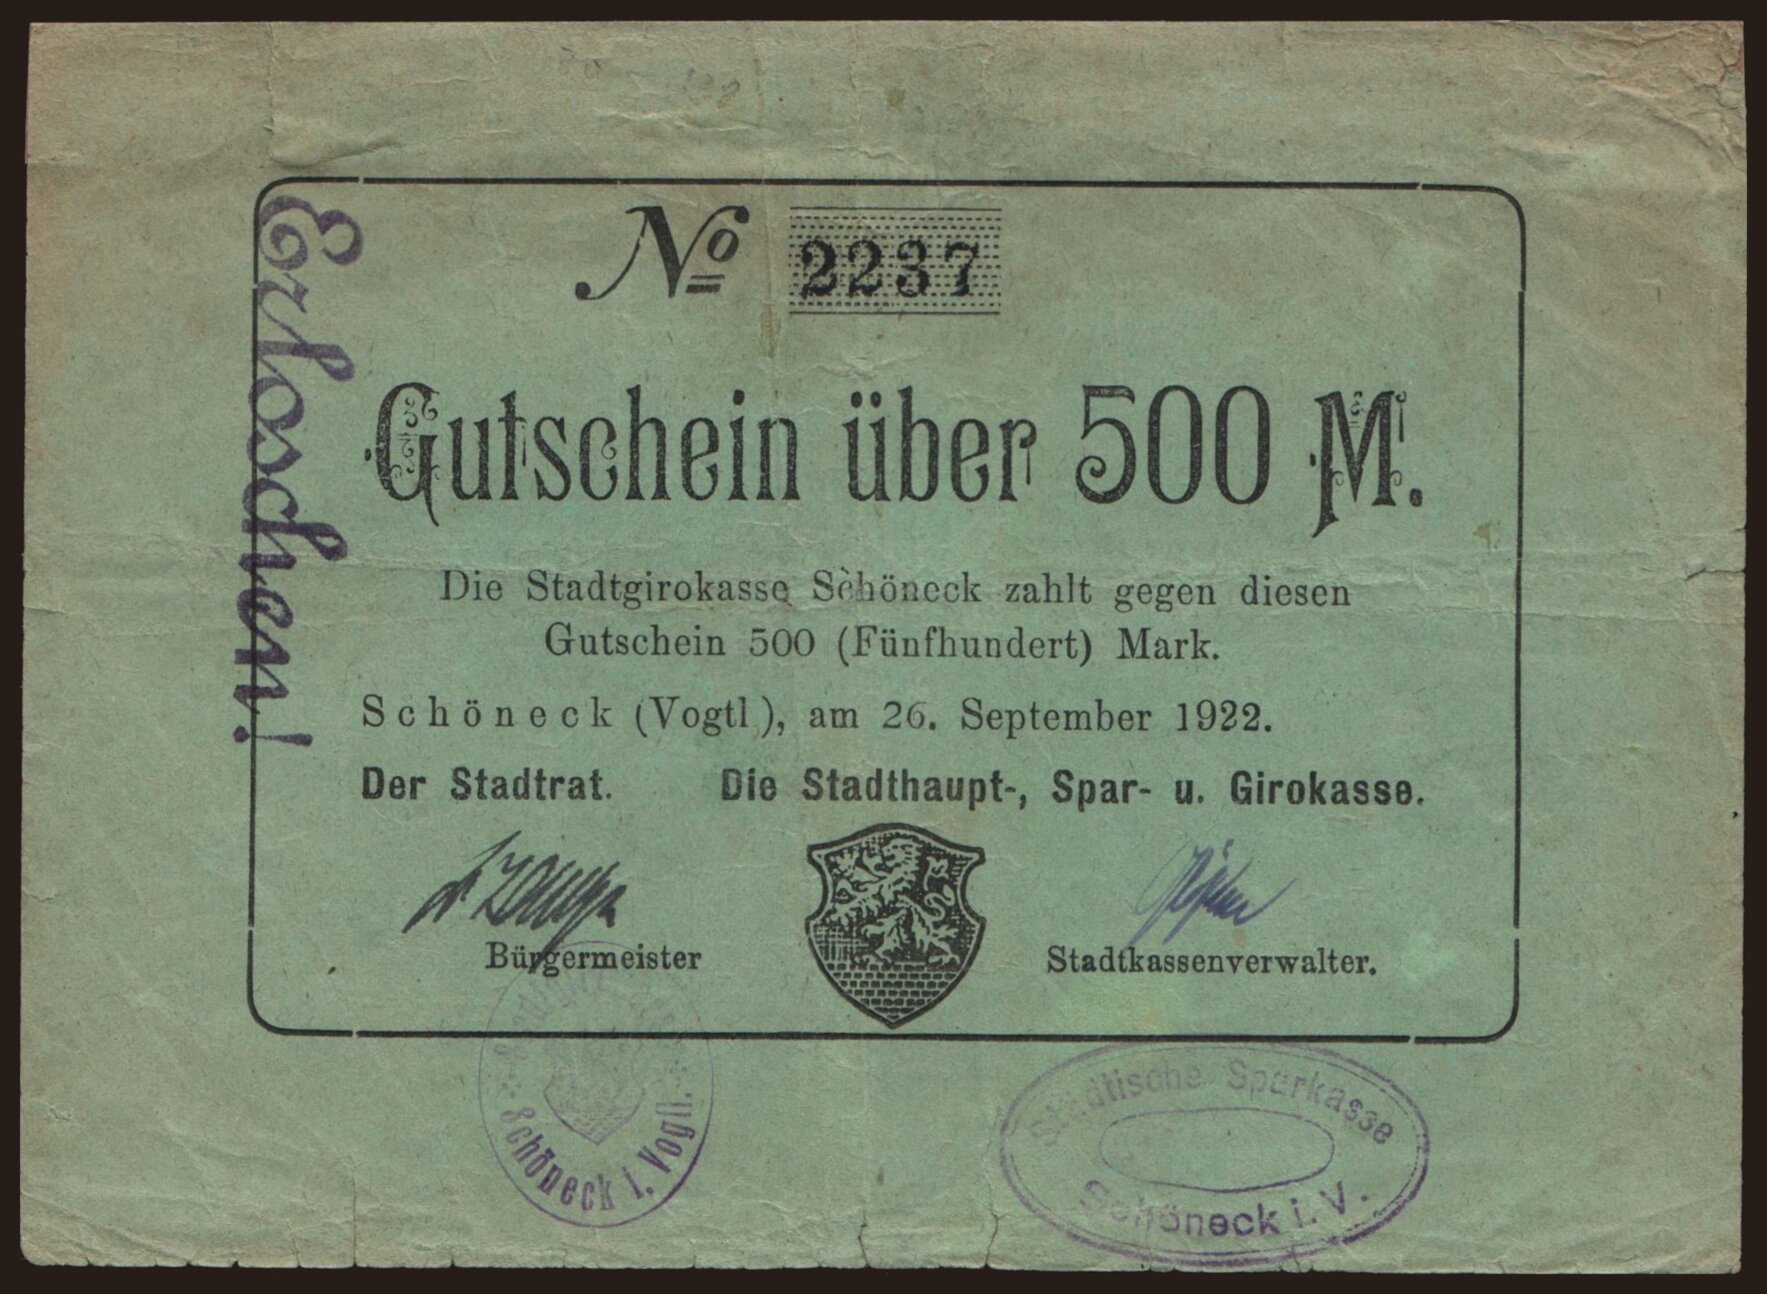 Erloschen!
No 2237
Gutschein über 500 M.
Die Stadtgirokasse Schöneck zahlt gegen diesen
Gutschein 500 (Fünfhundert) Mark.
Schöneck (Vogtl.), am 26. September 1922.
Der Stadtrat. Die Stadthaupt-, Spar- u. Girokasse.
Bürgermeister Stadtkassenverwalter.
Schöneck i. Vogtl.
Städtische Sparkasse
Schöneck i. V.